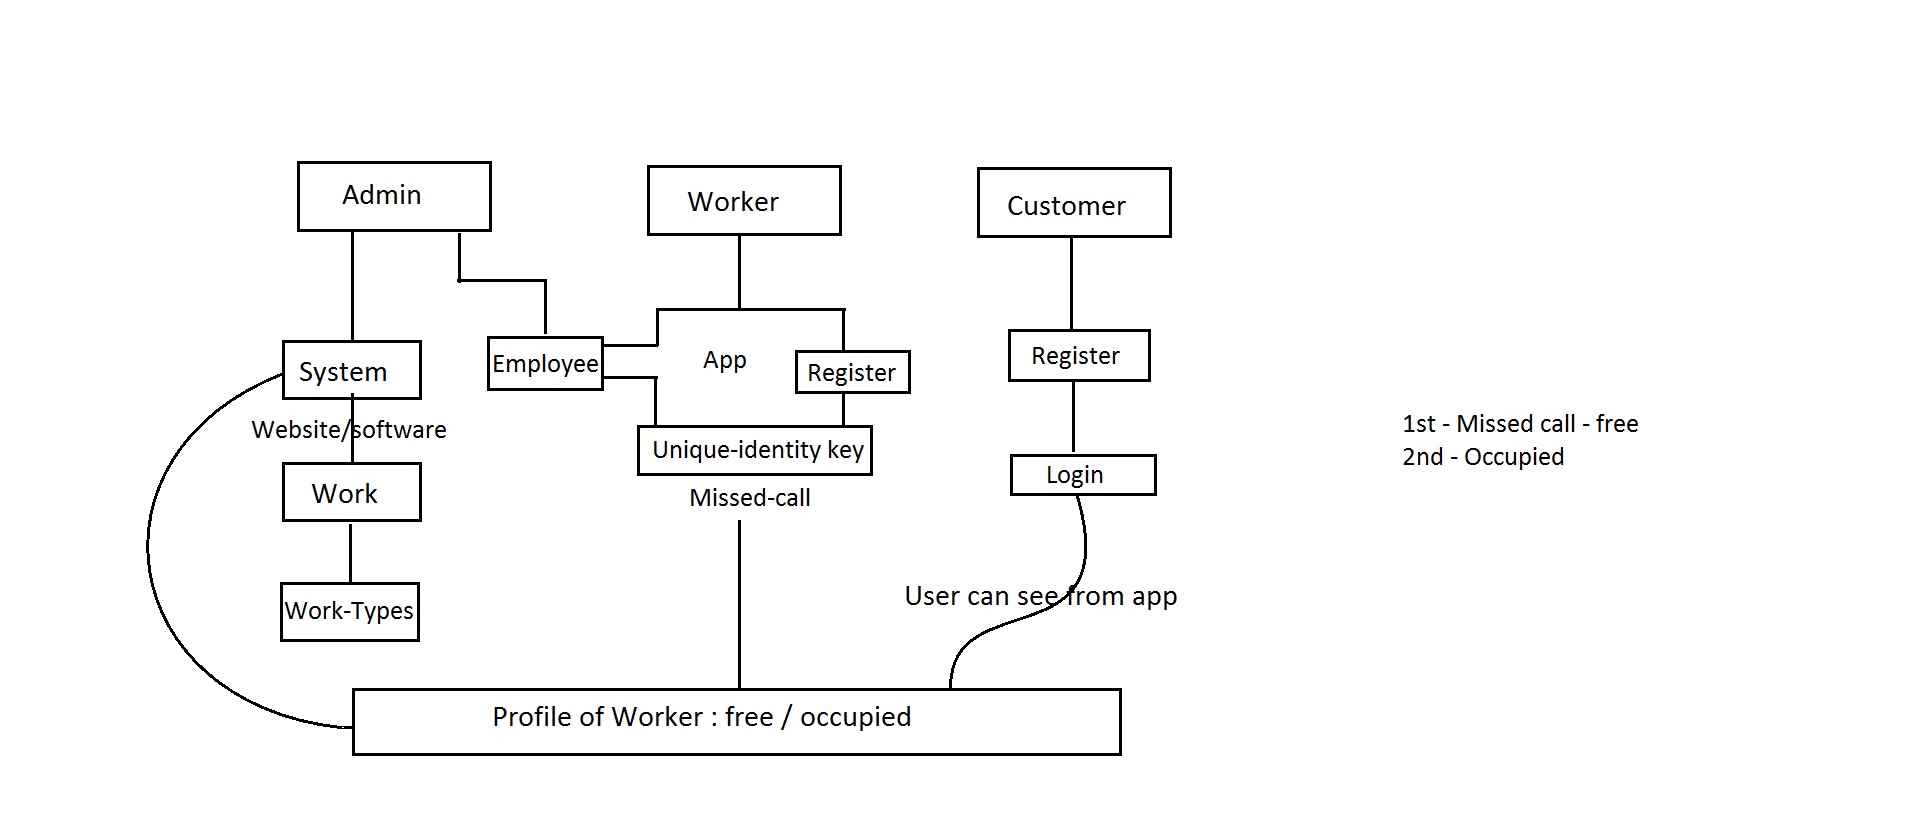 Admin
Worker
Customer
System
Employee
App
Register
Register
Website/software
Unique-identity key
Work
Missed-call
Login
Work-Types
User can see from app
Profile of Worker : free / occupied
1st - Missed call - free
2nd - Occupied